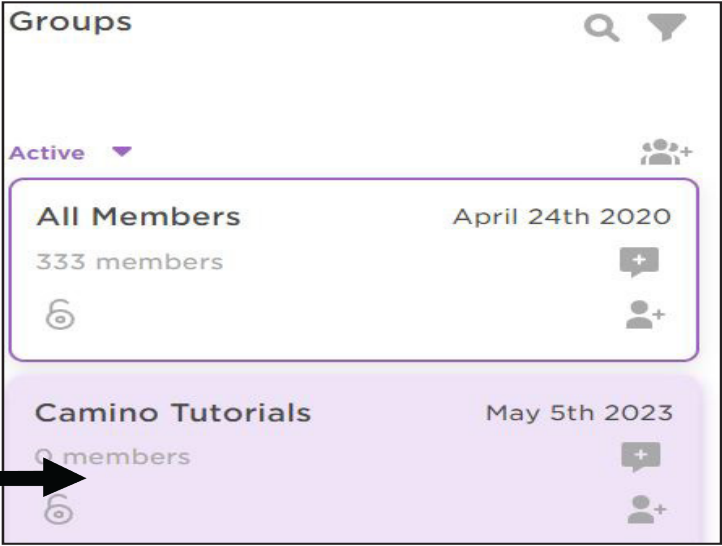 Groups
Active
All Members April 24th 2020
333 members
Camino Tutorials May 5th 2023
0 members